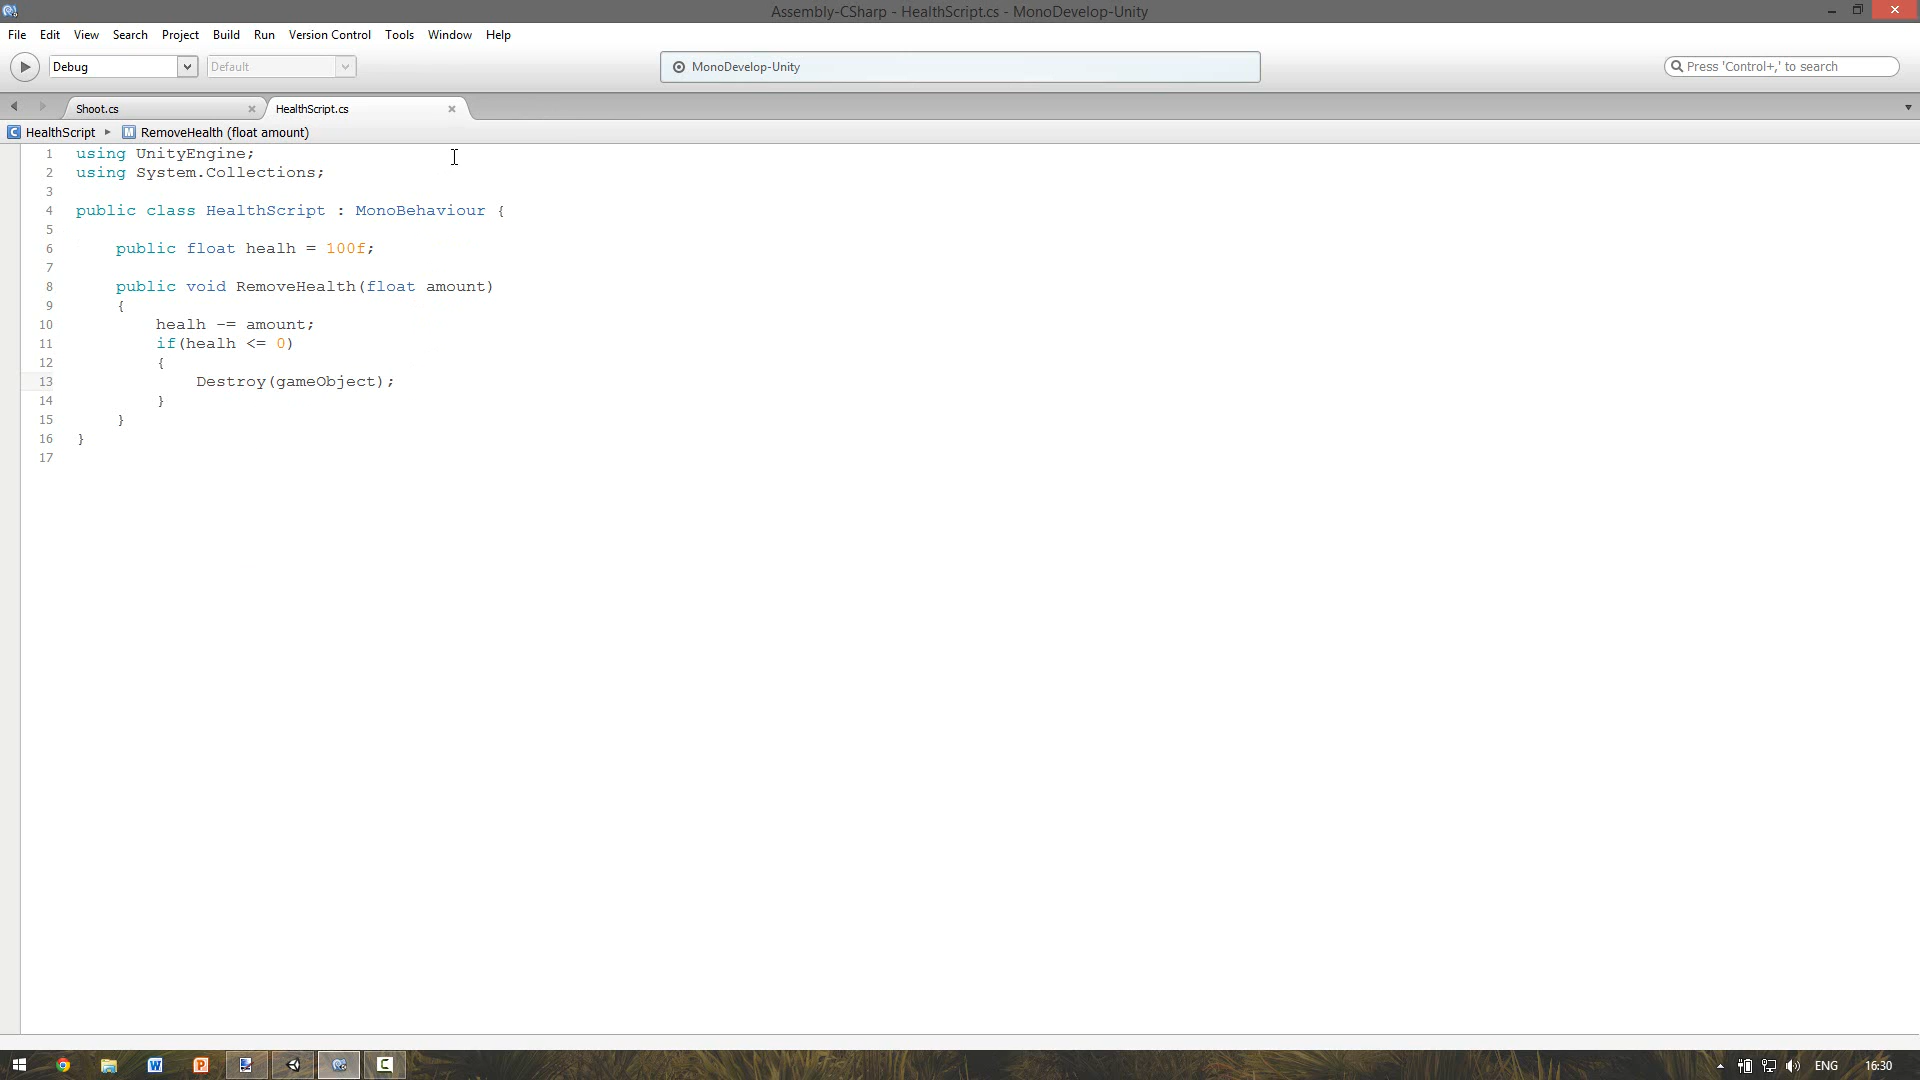 Assembly-CSharp - HealthScript.cs - MonoDevelop-Unity
File Edit View Search Project Build Run Version Control Tools Window Help
Debug Default MonoDevelop-Unity Press 'Control+,' to search
Shoot.cs HealthScript.cs
HealthScript RemoveHealth (float amount)
1 using UnityEngine;
2 using System.Collections;
3
4 public class HealthScript : MonoBehaviour {
5
6 public float healh = 100f;
7
8 public void RemoveHealth(float amount)
9 {
10 healh -= amount;
11 if(healh <= 0)
12 {
13 Destroy(gameObject);
14 }
15 }
16 }
17
ENG 16:30